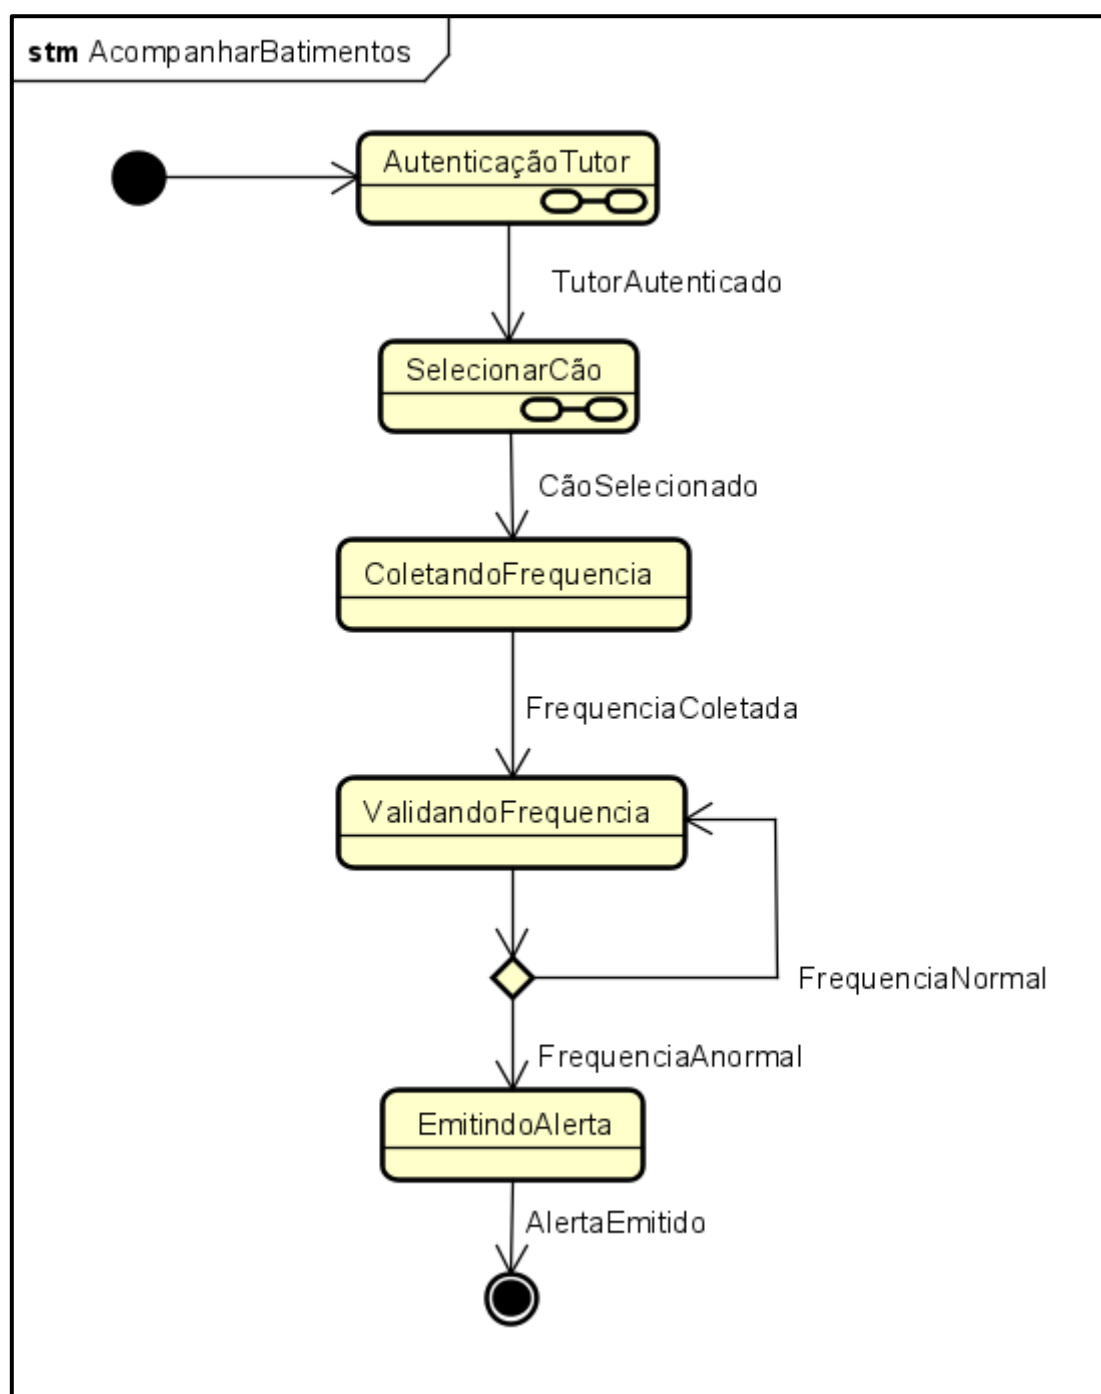 stm AcompanharBatimentos
AutenticaçãoTutor
TutorAutenticado
SelecionarCão
CãoSelecionado
ColetandoFrequencia
FrequenciaColetada
ValidandoFrequencia
FrequenciaNormal
FrequenciaAnormal
EmitindoAlerta
AlertaEmitido